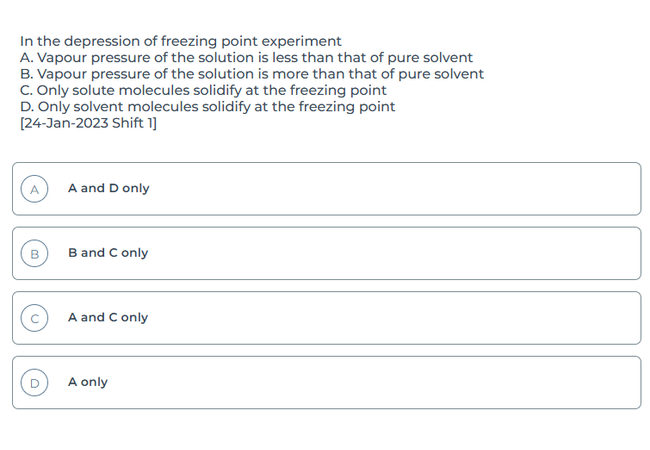 In the depression of freezing point experiment
A. Vapour pressure of the solution is less than that of pure solvent
B. Vapour pressure of the solution is more than that of pure solvent
C. Only solute molecules solidify at the freezing point
D. Only solvent molecules solidify at the freezing point
[24-Jan-2023 Shift 1]
A A and D only
B B and C only
C A and C only
D A only